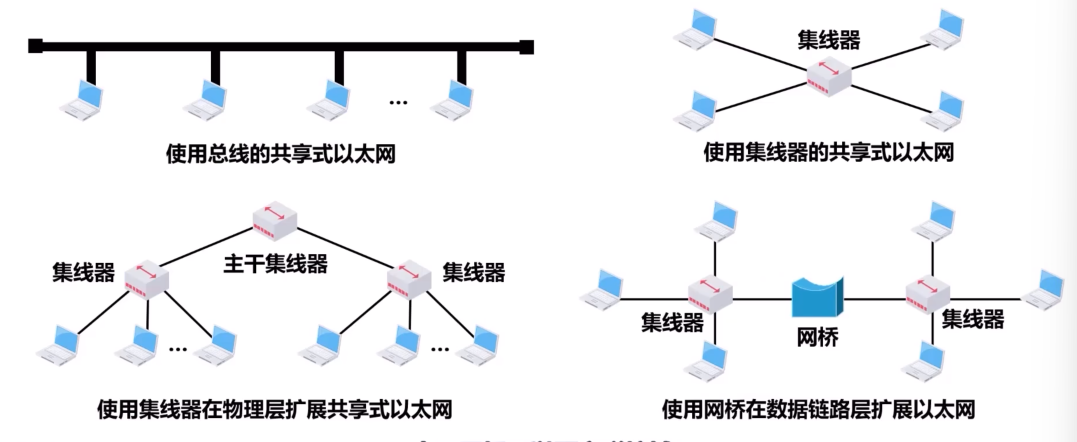 集线器
...
使用总线的共享式以太网
使用集线器的共享式以太网
集线器
主干集线器
集线器
...
...
使用集线器在物理层扩展共享式以太网
集线器
网桥
集线器
使用网桥在数据链路层扩展以太网